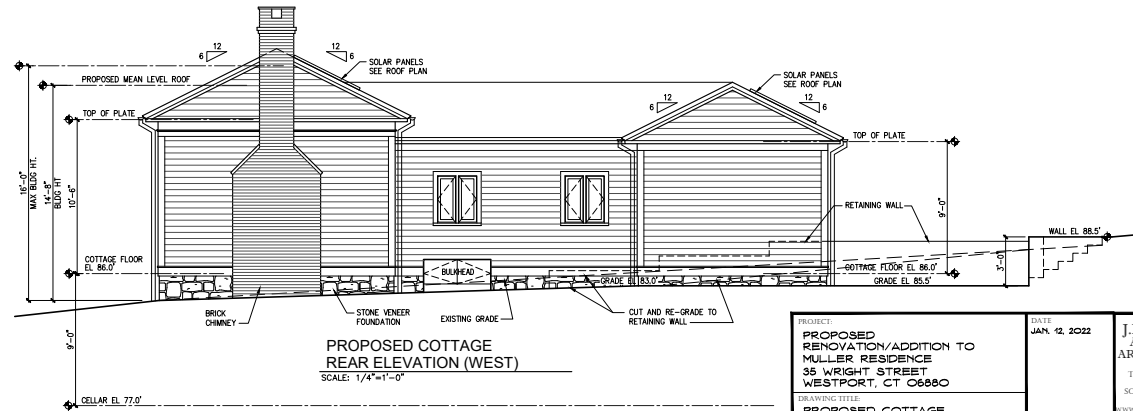 12
6
12
6
SOLAR PANELS
SEE ROOF PLAN
SOLAR PANELS
SEE ROOF PLAN
12
6
12
6
PROPOSED MEAN LEVEL ROOF
TOP OF PLATE
TOP OF PLATE
16'-0"
MAX BLDG HT.
14'-8"
BLDG HT
10'-6"
9'-0"
RETAINING WALL
WALL EL 88.5'
3'-0"
COTTAGE FLOOR
EL 86.0'
BULKHEAD
GRADE EL 83.0'
COTTAGE FLOOR EL 86.0'
GRADE EL 85.5'
9'-0"
BRICK
CHIMNEY
STONE VENEER
FOUNDATION
EXISTING GRADE
CUT AND RE-GRADE TO
RETAINING WALL
PROPOSED COTTAGE
REAR ELEVATION (WEST)
SCALE: 1/4"=1'-0"
CELLAR EL 77.0'
PROJECT:
PROPOSED
RENOVATION/ADDITION TO
MULLER RESIDENCE
35 WRIGHT STREET
WESTPORT, CT 06880
DRAWING TITLE:
PROPOSED COTTAGE
DATE
JAN. 12, 2022